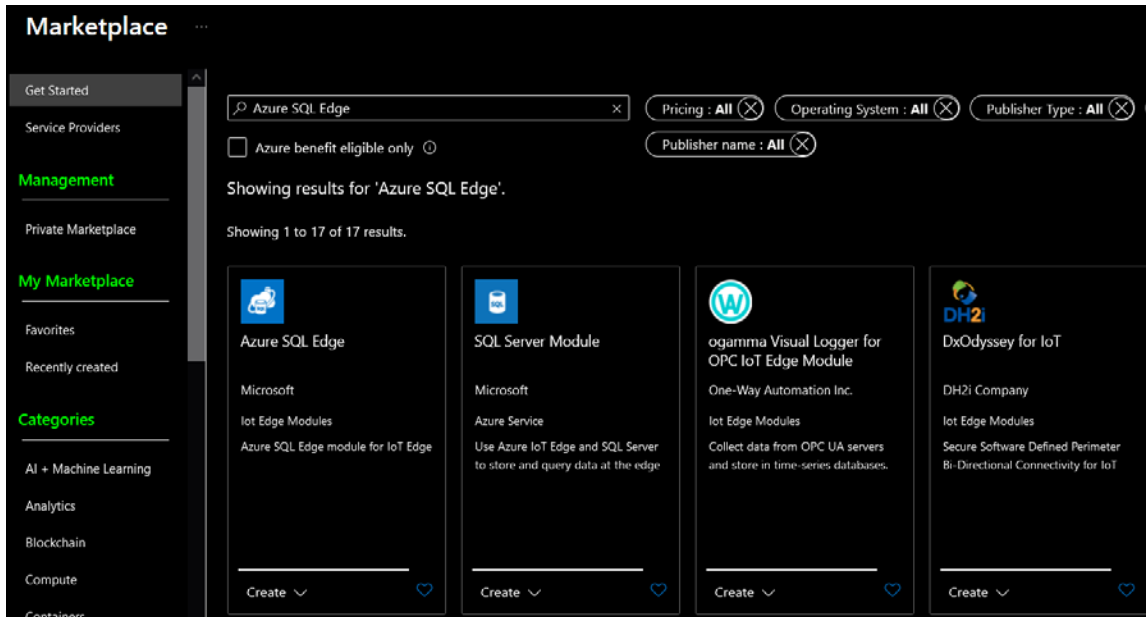 Marketplace ...
Get Started
Service Providers
Management
Private Marketplace
My Marketplace
Favorites
Recently created
Categories
AI + Machine Learning
Analytics
Blockchain
Compute
Containers
Azure SQL Edge
Pricing : All
Operating System : All
Publisher Type : All
Azure benefit eligible only
Publisher name : All
Showing results for 'Azure SQL Edge'.
Showing 1 to 17 of 17 results.
Azure SQL Edge
Microsoft
Iot Edge Modules
Azure SQL Edge module for IoT Edge
Create
SQL
SQL Server Module
Microsoft
Azure Service
Use Azure IoT Edge and SQL Server
to store and query data at the edge
Create
W
ogamma Visual Logger for
OPC IoT Edge Module
One-Way Automation Inc.
Iot Edge Modules
Collect data from OPC UA servers
and store in time-series databases.
Create
DH2i
DxOdyssey for IoT
DH2i Company
Iot Edge Modules
Secure Software Defined Perimeter
Bi-Directional Connectivity for IoT
Create